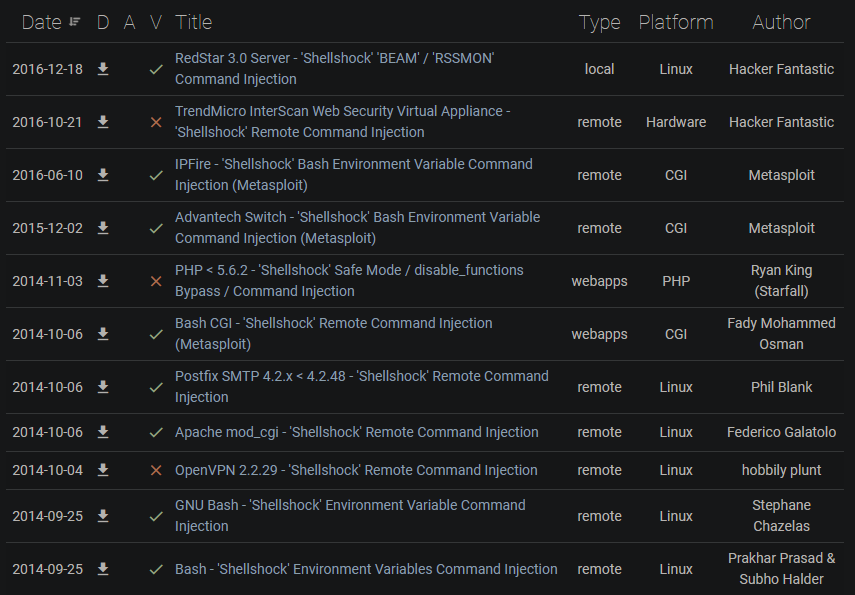 Date D A V Title Type Platform Author
2016-12-18 RedStar 3.0 Server - 'Shellshock' 'BEAM' / 'RSSMON' local Linux Hacker Fantastic
Command Injection
2016-10-21 TrendMicro InterScan Web Security Virtual Appliance - remote Hardware Hacker Fantastic
'Shellshock' Remote Command Injection
2016-06-10 IPFire - 'Shellshock' Bash Environment Variable Command remote CGI Metasploit
Injection (Metasploit)
2015-12-02 Advantech Switch - 'Shellshock' Bash Environment Variable remote CGI Metasploit
Command Injection (Metasploit)
2014-11-03 PHP < 5.6.2 - 'Shellshock' Safe Mode / disable_functions webapps PHP Ryan King
Bypass / Command Injection (Starfall)
2014-10-06 Bash CGI - 'Shellshock' Remote Command Injection webapps CGI Fady Mohammed
(Metasploit) Osman
2014-10-06 Postfix SMTP 4.2.x < 4.2.48 - 'Shellshock' Remote Command remote Linux Phil Blank
Injection
2014-10-06 Apache mod_cgi - 'Shellshock' Remote Command Injection remote Linux Federico Galatolo
2014-10-04 OpenVPN 2.2.29 - 'Shellshock' Remote Command Injection remote Linux hobbily plunt
2014-09-25 GNU Bash - 'Shellshock' Environment Variable Command remote Linux Stephane
Injection Chazelas
2014-09-25 Bash - 'Shellshock' Environment Variables Command Injection remote Linux Prakhar Prasad &
Subho Halder